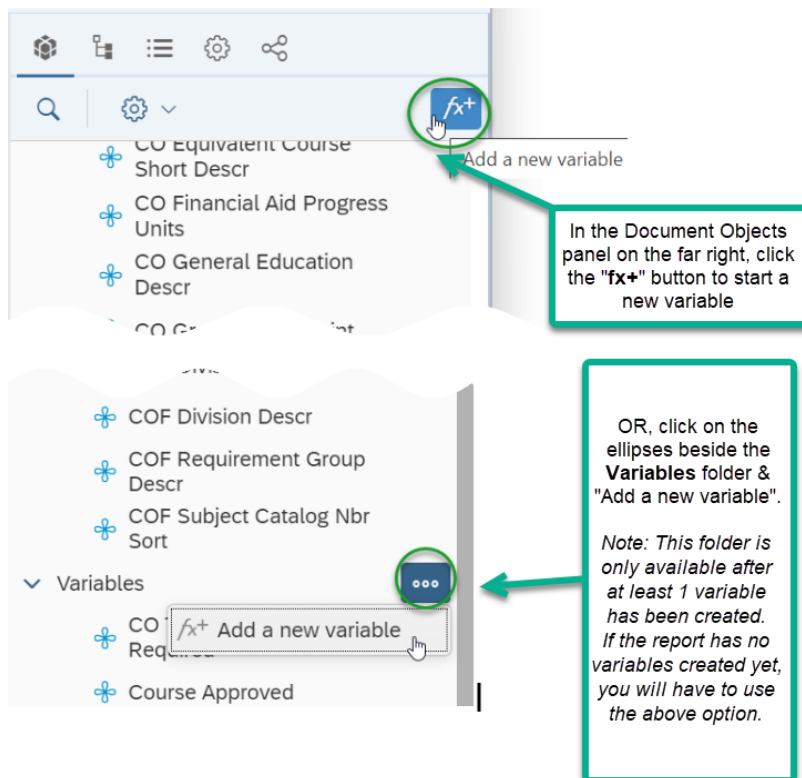 fx+
CO Equivalent Course
Short Descr
Add a new variable
CO Financial Aid Progress
Units
CO General Education
Descr
In the Document Objects
panel on the far right, click
the "fx+" button to start a
new variable
COF Division Descr
COF Requirement Group
Descr
COF Subject Catalog Nbr
Sort
Variables
CO
fx+ Add a new variable
Required
Course Approved
OR, click on the
ellipses beside the
Variables folder &
"Add a new variable".
Note: This folder is
only available after
at least 1 variable
has been created.
If the report has no
variables created yet,
you will have to use
the above option.